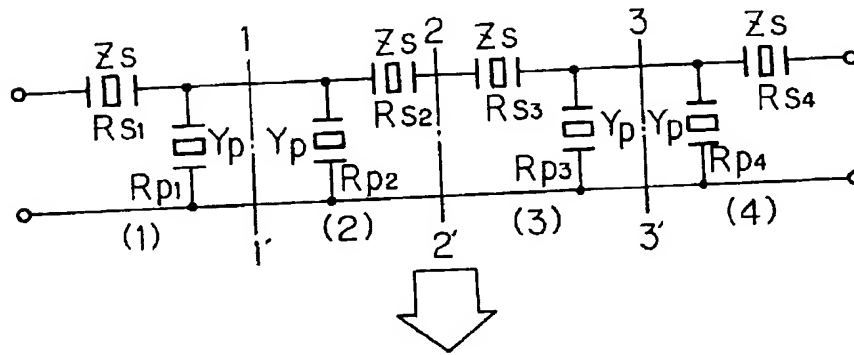 1 2 3
Zs Zs Zs Zs
Rs1 Rs2 Rs3 Rs4
Yp Yp Yp Yp
Rp1 Rp2 Rp3 Rp4
(1) (2) (3) (4)
1' 2' 3'